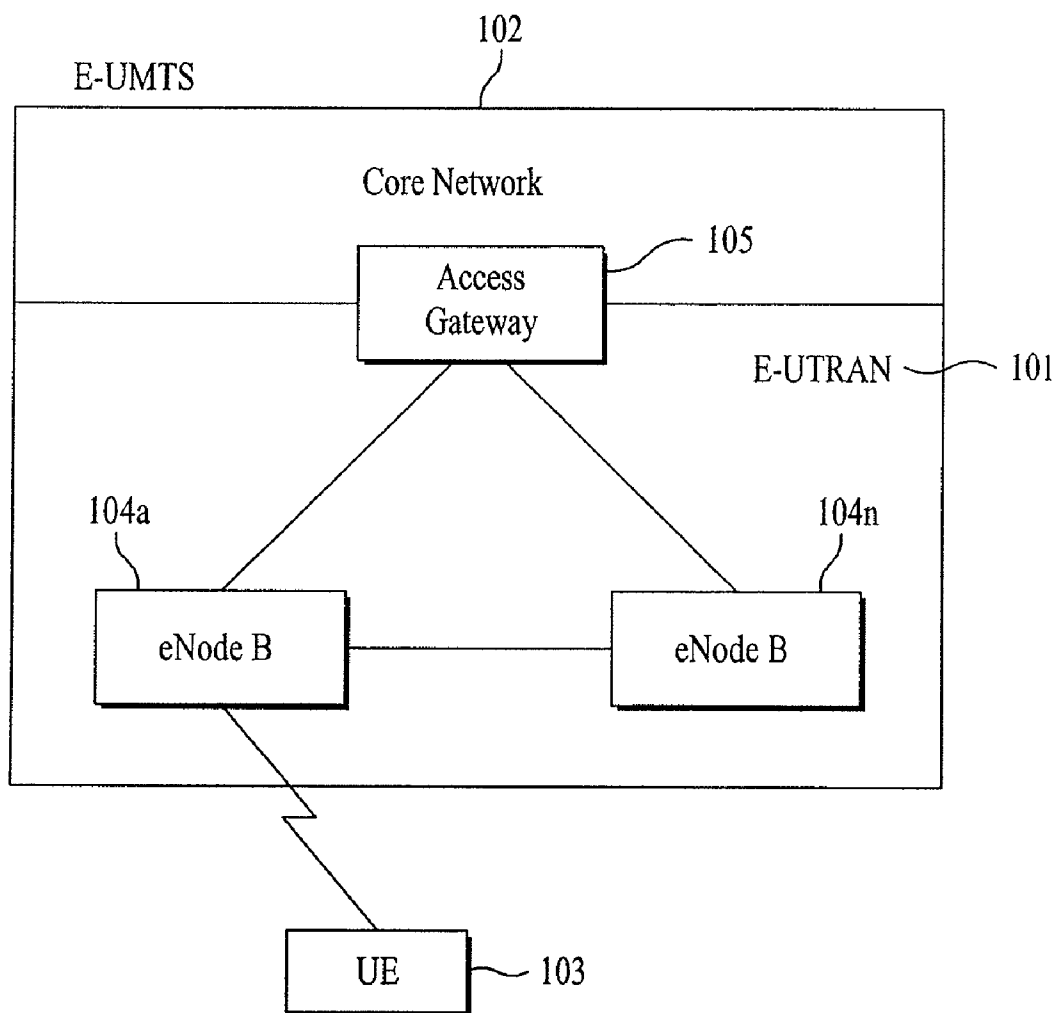 102
E-UMTS
Core Network
105
Access
Gateway
E-UTRAN
101
104a
104n
eNode B
eNode B
UE
103